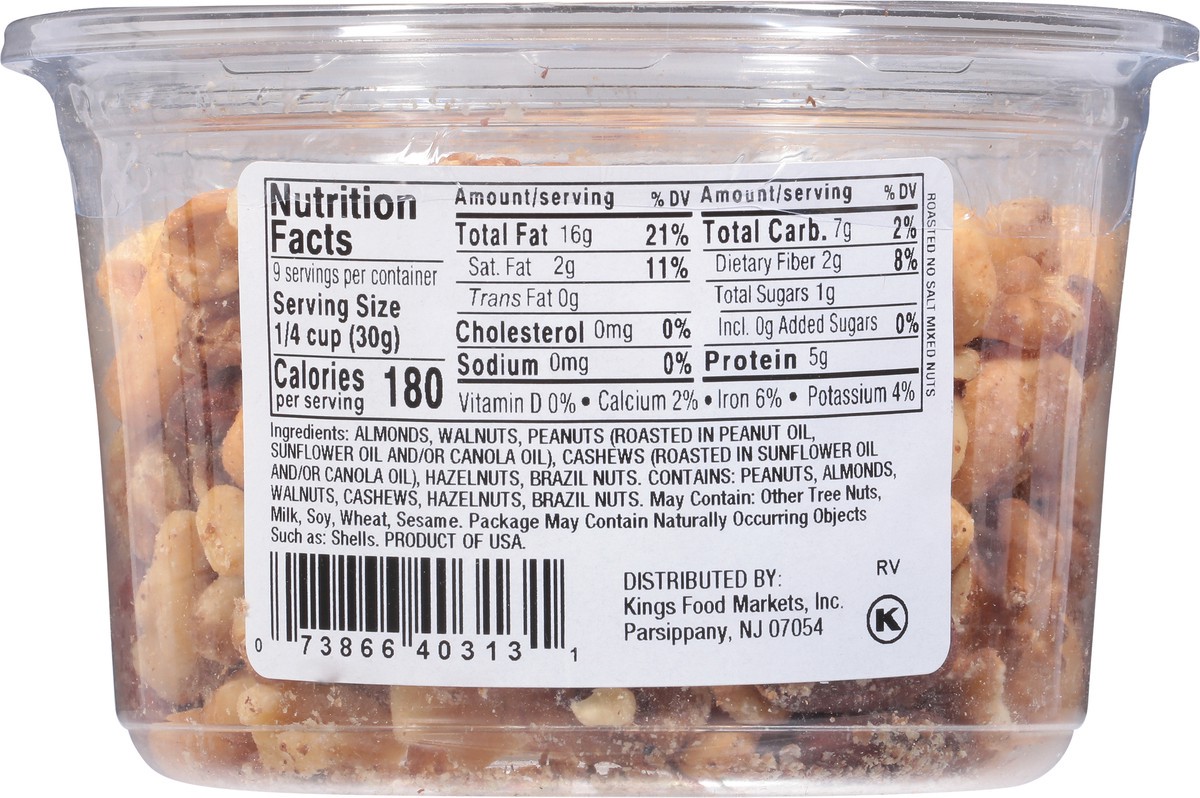 Nutrition
Facts
9 servings per container
Serving Size
1/4 cup (30g)
Calories
per serving 180
Amount/serving % DV
Total Fat 16g 21%
Sat. Fat 2g 11%
Trans Fat 0g
Cholesterol 0mg 0%
Sodium 0mg 0%
Amount/serving % DV
Total Carb. 7g 2%
Dietary Fiber 2g 8%
Total Sugars 1g
Incl. 0g Added Sugars 0%
Protein 5g
Vitamin D 0% • Calcium 2% • Iron 6% • Potassium 4%
ROASTED NO SALT MIXED NUTS
Ingredients: ALMONDS, WALNUTS, PEANUTS (ROASTED IN PEANUT OIL,
SUNFLOWER OIL AND/OR CANOLA OIL), CASHEWS (ROASTED IN SUNFLOWER OIL
AND/OR CANOLA OIL), HAZELNUTS, BRAZIL NUTS. CONTAINS: PEANUTS, ALMONDS,
WALNUTS, CASHEWS, HAZELNUTS, BRAZIL NUTS. May Contain: Other Tree Nuts,
Milk, Soy, Wheat, Sesame. Package May Contain Naturally Occurring Objects
Such as: Shells. PRODUCT OF USA.
0 73866 40313 1
DISTRIBUTED BY:
Kings Food Markets, Inc.
Parsippany, NJ 07054
RV
K